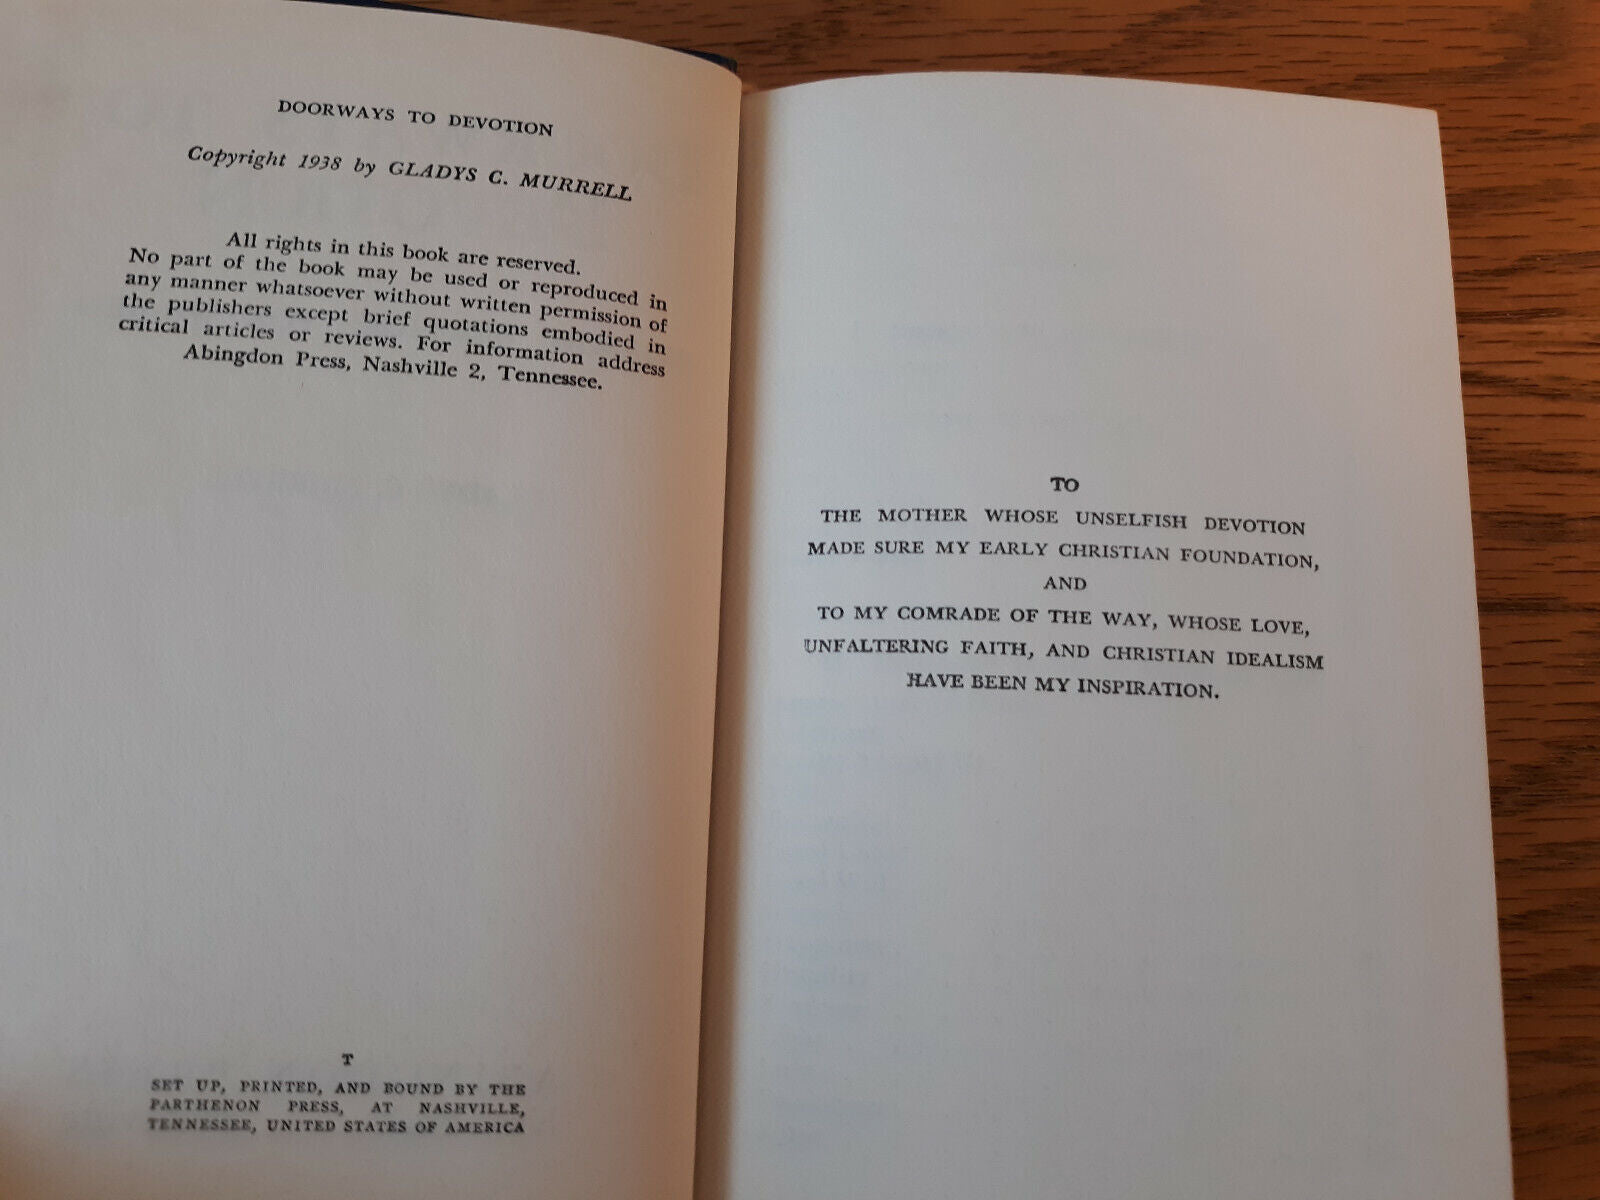 DOORWAYS TO DEVOTION
Copyright 1938 by GLADYS C. MURRELL
All rights in this book are reserved.
No part of the book may be used or reproduced in
any manner whatsoever without written permission of
the publishers except brief quotations embodied in
critical articles or reviews. For information address
Abingdon Press, Nashville 2, Tennessee.
T
SET UP, PRINTED, AND BOUND BY THE
PARTHENON PRESS, AT NASHVILLE,
TENNESSEE, UNITED STATES OF AMERICA
TO
THE MOTHER WHOSE UNSELFISH DEVOTION
MADE SURE MY EARLY CHRISTIAN FOUNDATION,
AND
TO MY COMRADE OF THE WAY, WHOSE LOVE,
UNFALTERING FAITH, AND CHRISTIAN IDEALISM
HAVE BEEN MY INSPIRATION.